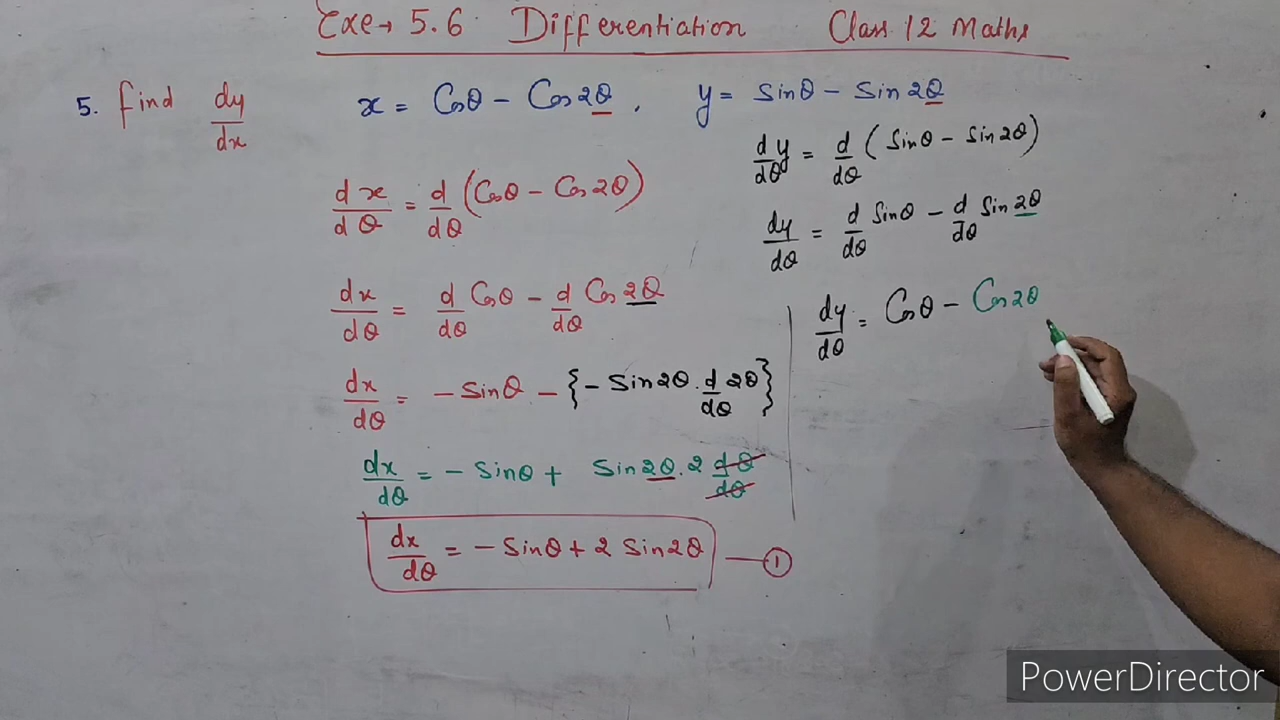 Exe → 5.6 Differentiation Class 12 Maths
5. Find dy/dx x = Cosθ - Cos2θ, y = Sinθ - Sin2θ
dx/dθ = d/dθ (Cosθ - Cos2θ)
dx/dθ = d/dθ Cosθ - d/dθ Cos2θ
dx/dθ = - Sinθ - {- Sin2θ . d/dθ 2θ}
dx/dθ = - Sinθ + Sin2θ . 2 dθ/dθ
dx/dθ = - Sinθ + 2 Sin2θ — ①
dy/dθ = d/dθ (Sinθ - Sin2θ)
dy/dθ = d/dθ Sinθ - d/dθ Sin2θ
dy/dθ = Cosθ - Cos2θ
PowerDirector